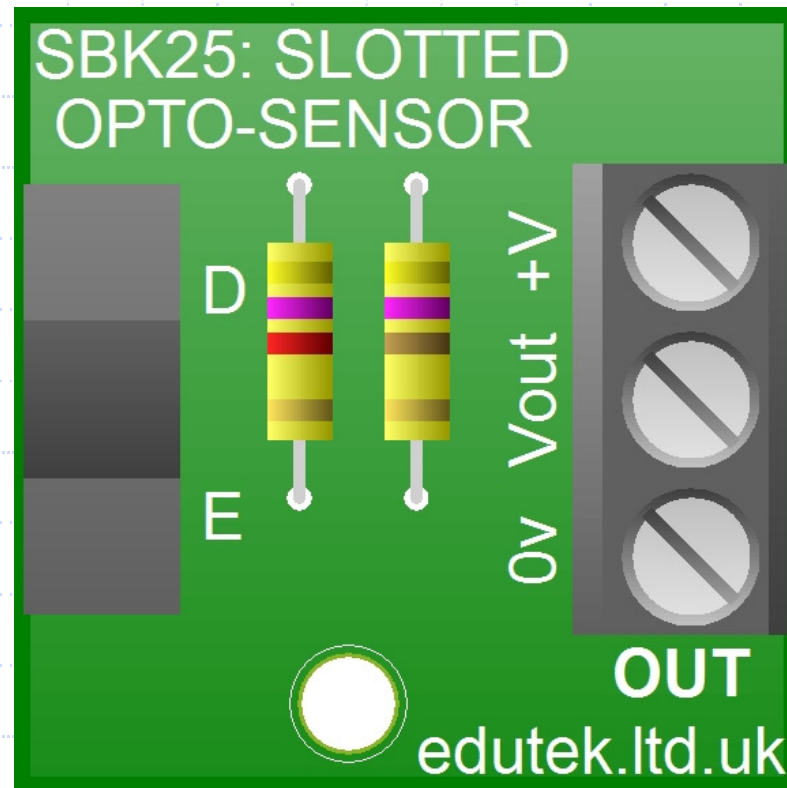 SBK25: SLOTTED
OPTO-SENSOR
D
E
+V
Vout
0v
OUT
edutek.ltd.uk